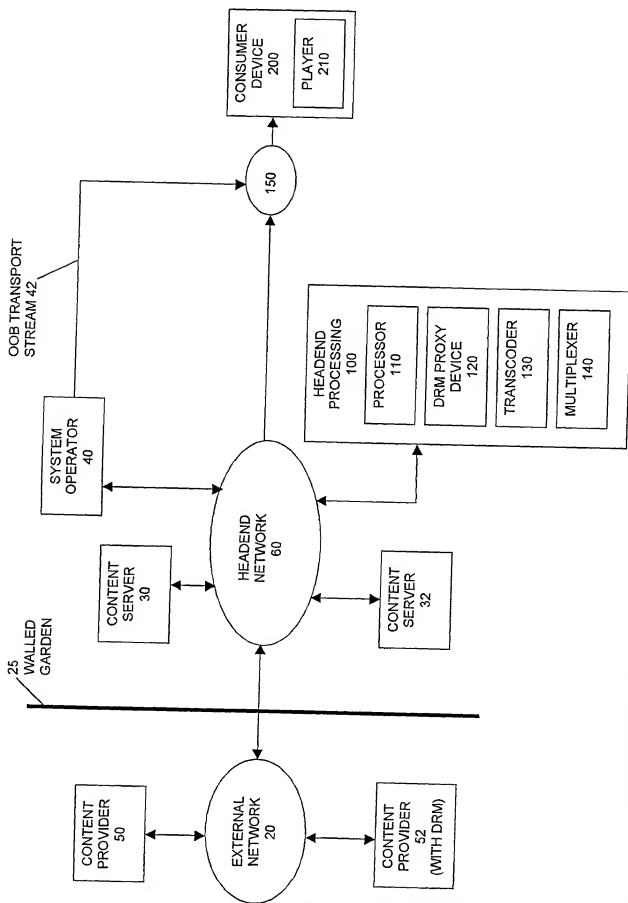 CONTENT
PROVIDER
50
EXTERNAL
NETWORK
20
CONTENT
PROVIDER
52
(WITH DRM)
25
WALLED
GARDEN
CONTENT
SERVER
30
SYSTEM
OPERATOR
40
OOB TRANSPORT
STREAM 42
HEADEND
NETWORK
60
CONTENT
SERVER
32
HEADEND
PROCESSING
100
PROCESSOR
110
DRM PROXY
DEVICE
120
TRANSCODER
130
MULTIPLEXER
140
150
CONSUMER
DEVICE
200
PLAYER
210